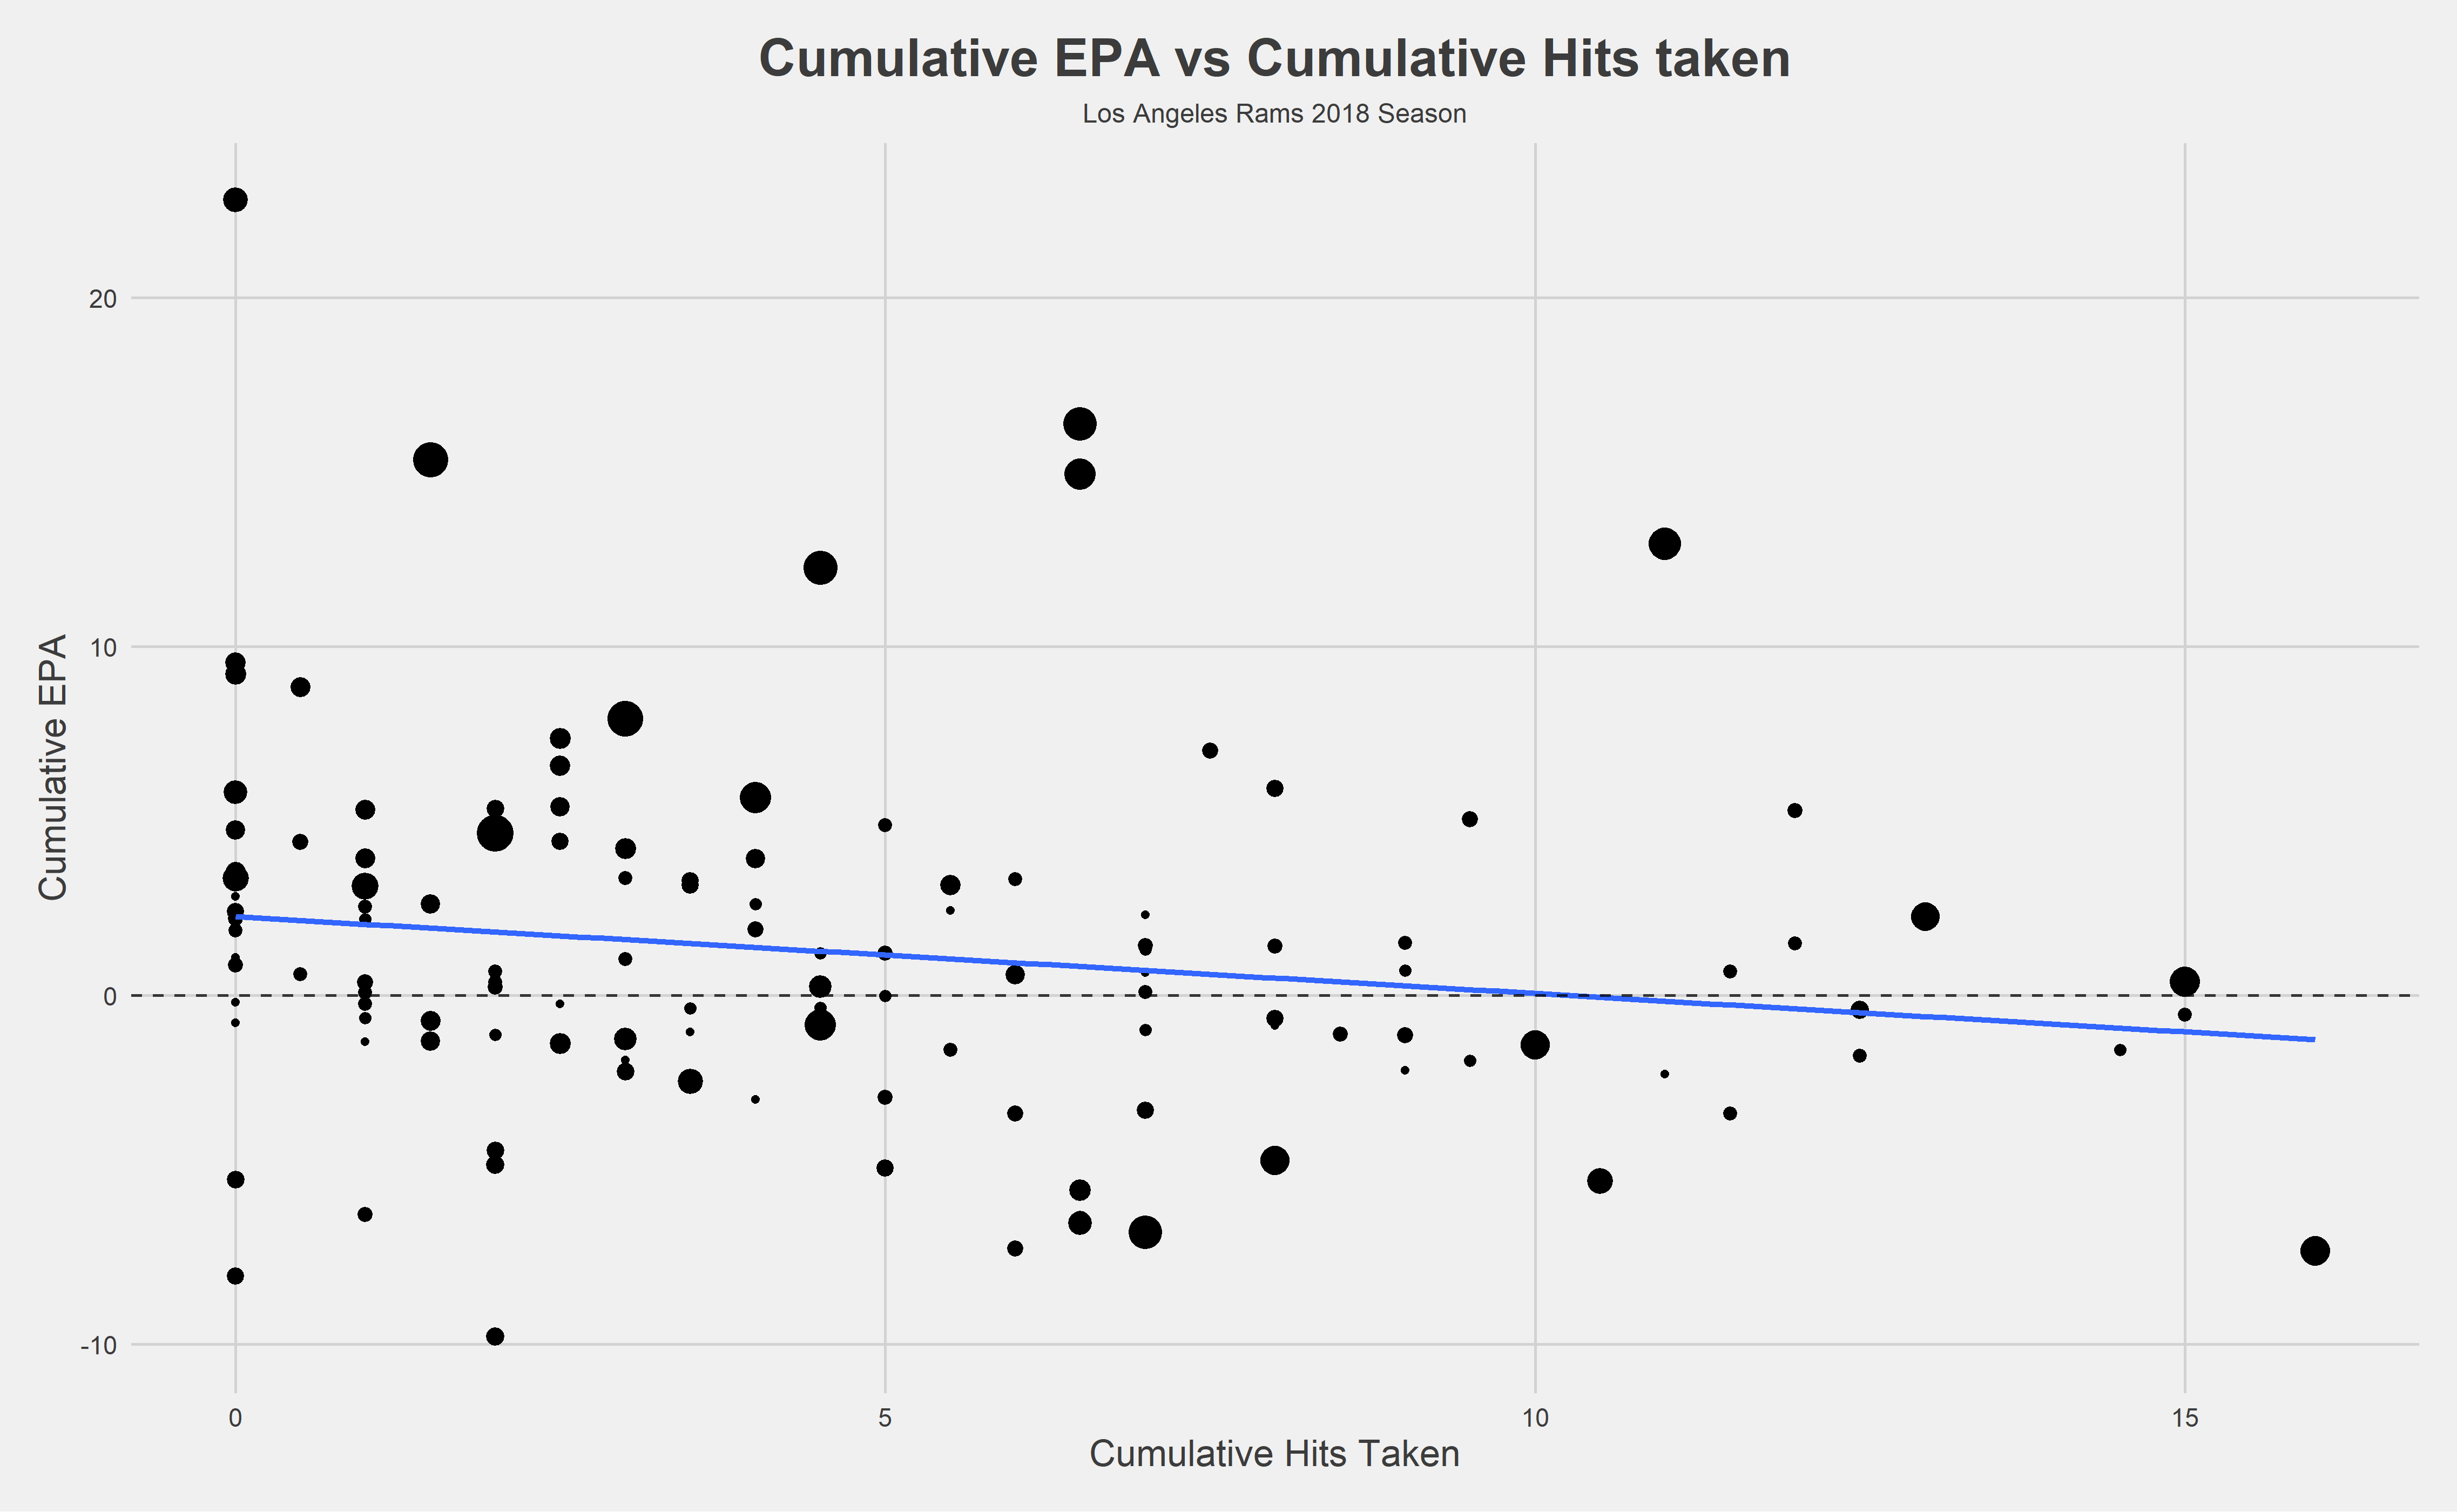 Cumulative EPA vs Cumulative Hits taken
Los Angeles Rams 2018 Season
Cumulative EPA
20
10
0
-10
0
5
10
15
Cumulative Hits Taken